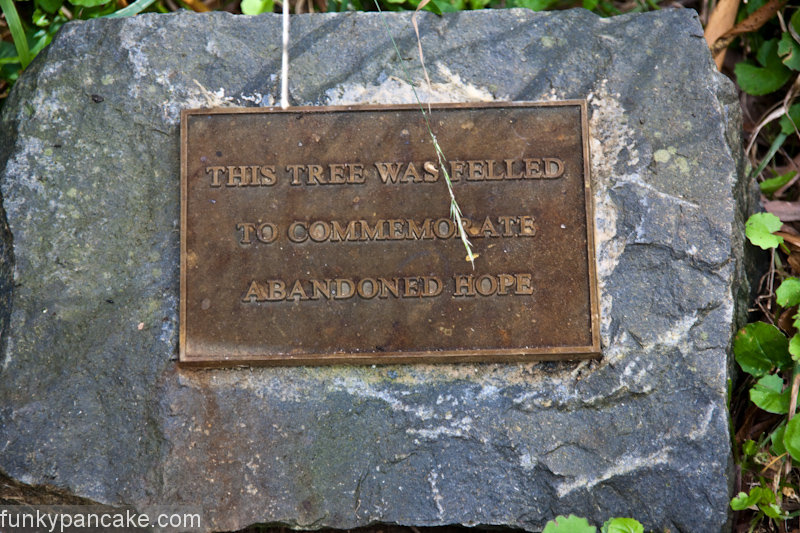 THIS TREE WAS FELLED
TO COMMEMORATE
ABANDONED HOPE
funkypancake.com